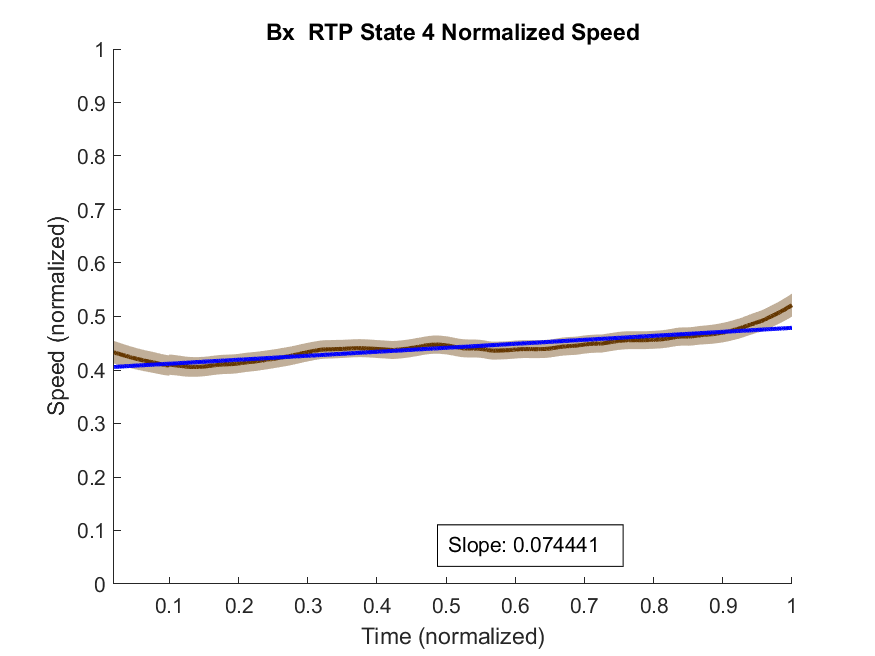 Bx  RTP State 4 Normalized Speed
1
0.9
0.8
0.7
0.6
0.5
0.4
0.3
0.2
0.1
0
Speed (normalized)
Slope: 0.074441
0.1 0.2 0.3 0.4 0.5 0.6 0.7 0.8 0.9 1
Time (normalized)